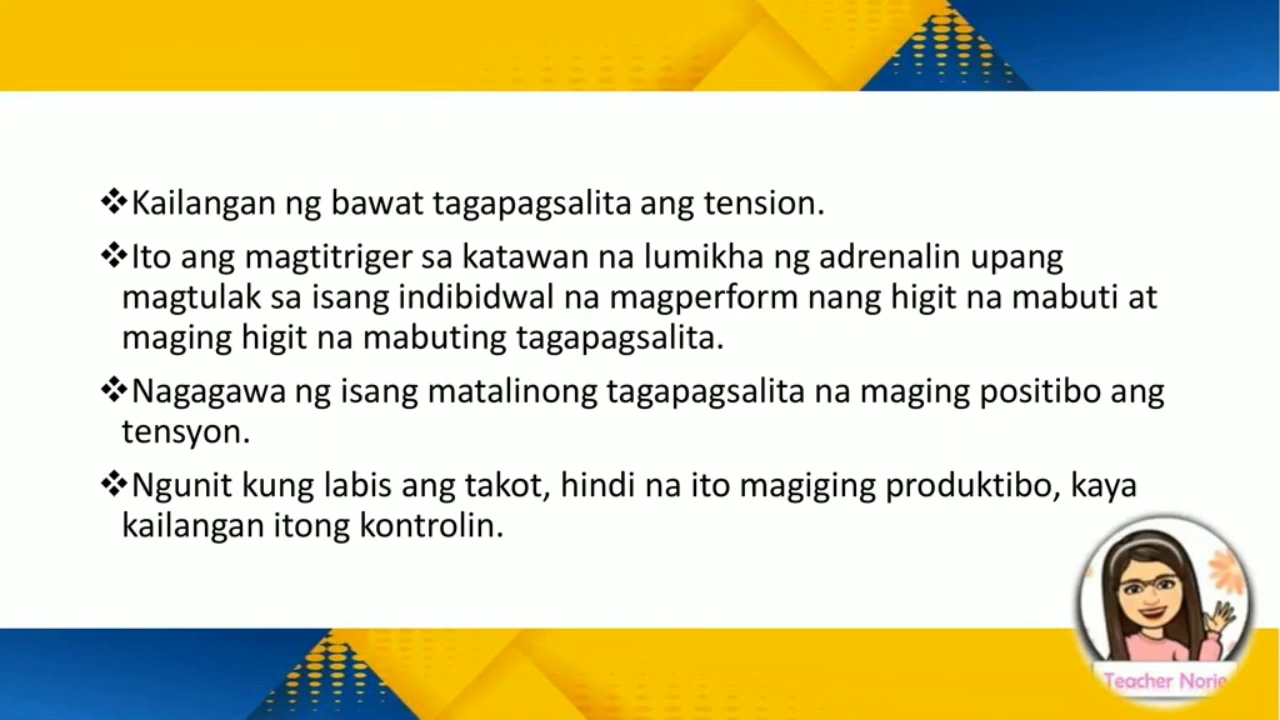 ❖Kailangan ng bawat tagapagsalita ang tension.
❖Ito ang magtitriger sa katawan na lumikha ng adrenalin upang
magtulak sa isang indibidwal na magperform nang higit na mabuti at
maging higit na mabuting tagapagsalita.
❖Nagagawa ng isang matalinong tagapagsalita na maging positibo ang
tensyon.
❖Ngunit kung labis ang takot, hindi na ito magiging produktibo, kaya
kailangan itong kontrolin.
Teacher Norie